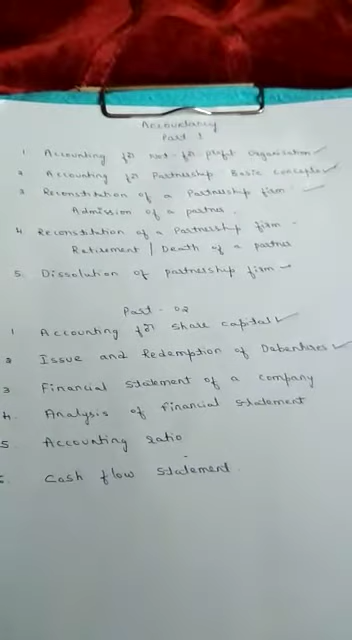 Accountancy
Part 1
1 Accounting for Not-for-profit Organisation
2 Accounting for Partnership Basic concepts
3 Reconstitution of a Partnership firm
Admission of a partner.
4 Reconstitution of a Partnership firm -
Retirement / Death of a partner
5. Dissolution of partnership firm
Part - 02
1 Accounting for share capital
2 Issue and Redemption of Debentures
3 Financial statement of a company
4. Analysis of financial statement
5. Accounting ratio
Cash flow statement.